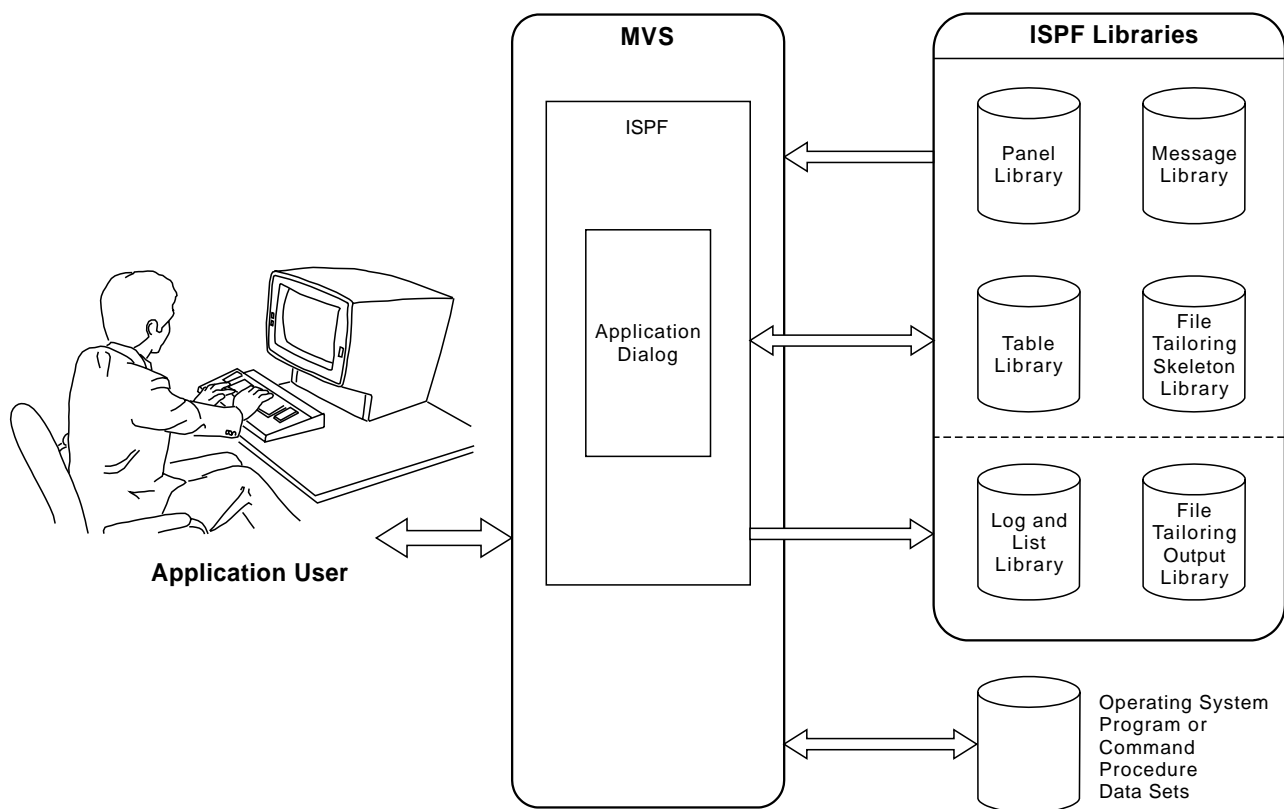 MVS
ISPF
Application
Dialog
Application User
ISPF Libraries
Panel
Library
Message
Library
Table
Library
File
Tailoring
Skeleton
Library
Log and
List
Library
File
Tailoring
Output
Library
Operating System
Program or
Command
Procedure
Data Sets